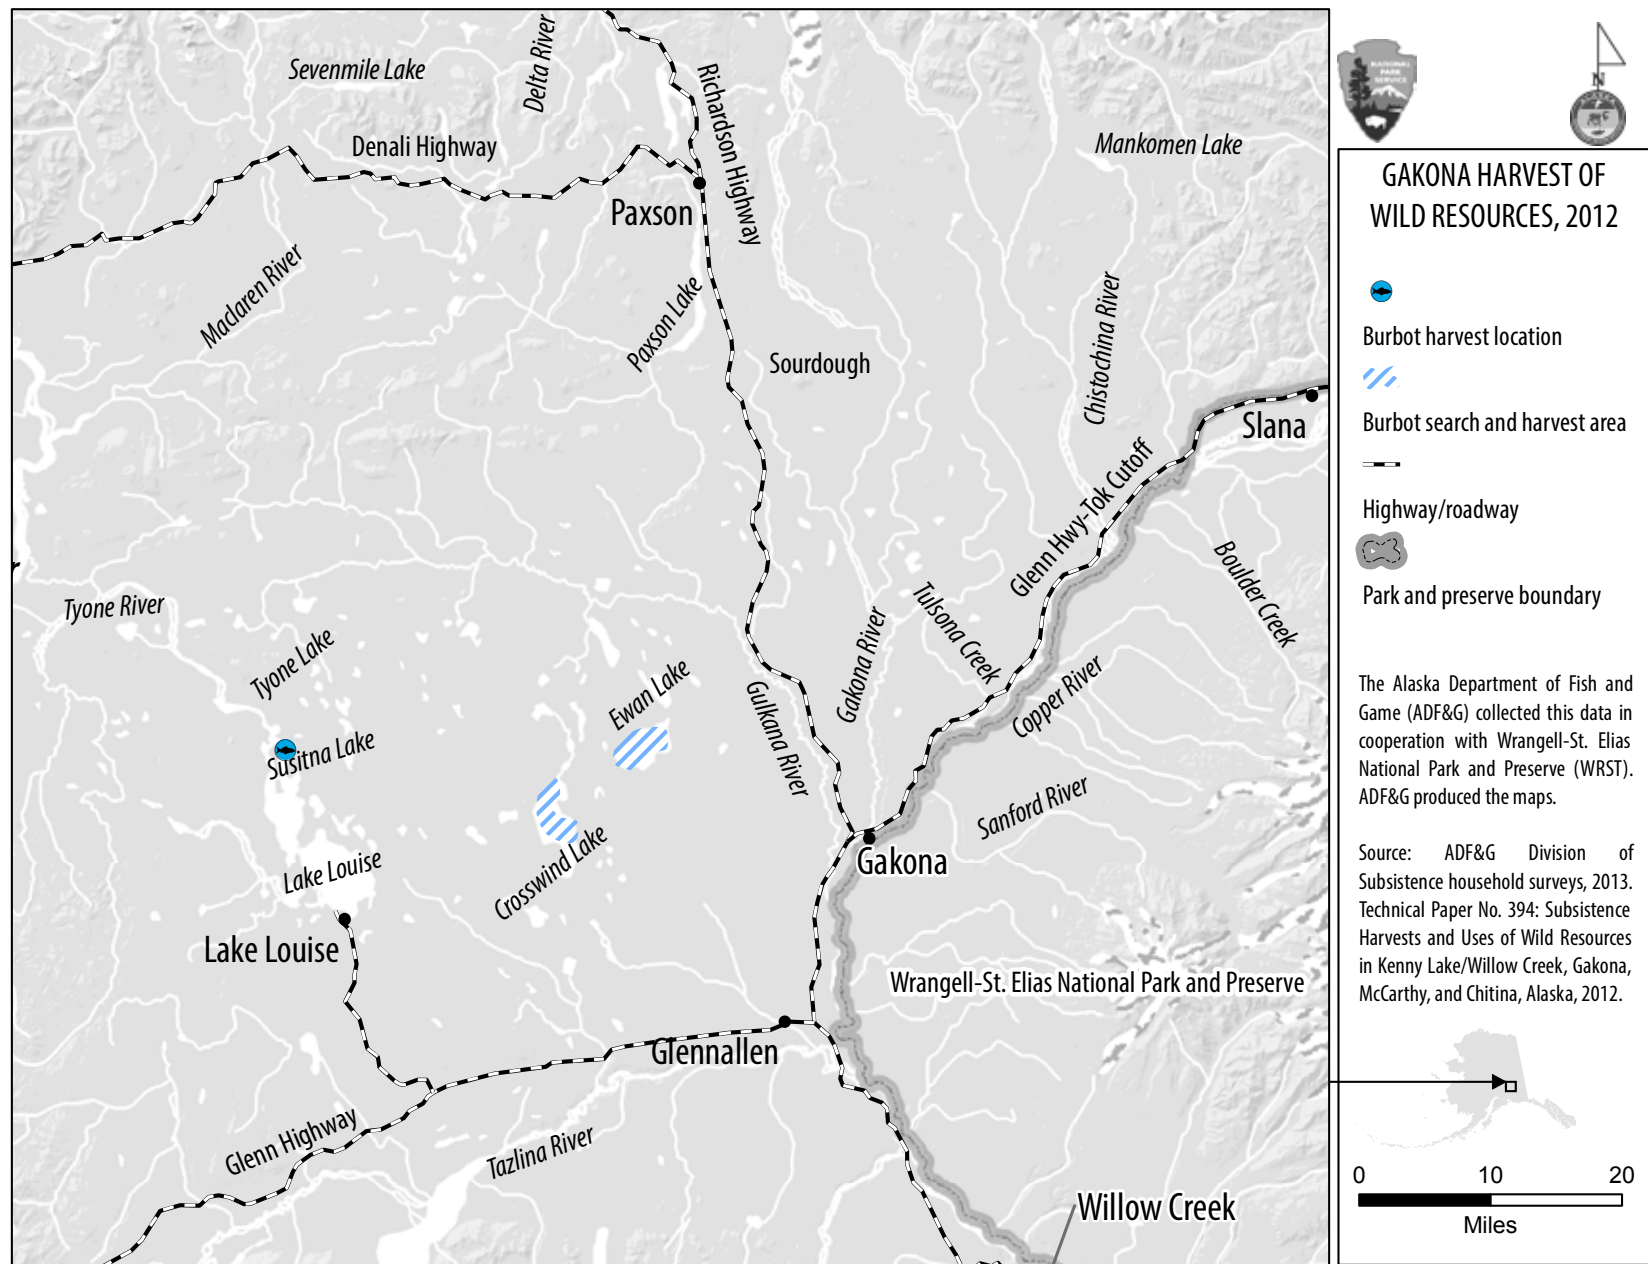 Sevenmile Lake
Delta River
Richardson Highway
Denali Highway
Mankomen Lake
Paxson
Maclaren River
Paxson Lake
Sourdough
Chistochina River
Slana
Glenn Hwy-Tok Cutoff
Boulder Creek
Tyone River
Tyone Lake
Tulsona Creek
Gakona River
Copper River
Ewan Lake
Gulkana River
Susitna Lake
Sanford River
Lake Louise
Crosswind Lake
Gakona
Lake Louise
Wrangell-St. Elias National Park and Preserve
Glennallen
Glenn Highway
Tazlina River
Willow Creek
NATIONAL
PARK
SERVICE
N
ALASKA
GAKONA HARVEST OF
WILD RESOURCES, 2012
Burbot harvest location
Burbot search and harvest area
Highway/roadway
Park and preserve boundary
The Alaska Department of Fish and
Game (ADF&G) collected this data in
cooperation with Wrangell-St. Elias
National Park and Preserve (WRST).
ADF&G produced the maps.
Source: ADF&G Division of
Subsistence household surveys, 2013.
Technical Paper No. 394: Subsistence
Harvests and Uses of Wild Resources
in Kenny Lake/Willow Creek, Gakona,
McCarthy, and Chitina, Alaska, 2012.
0 10 20
Miles